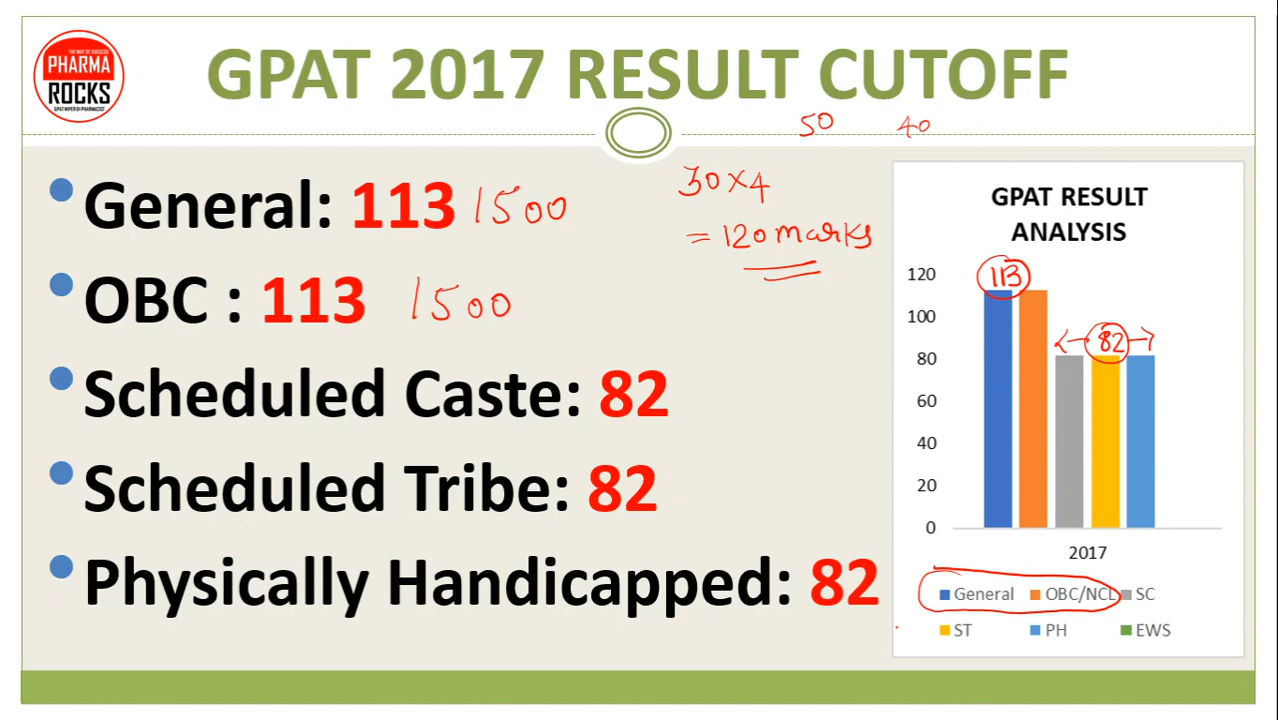 THE WAY OF SUCCESS
PHARMA
ROCKS
GPAT NIPER DI PHARMACIST
GPAT 2017 RESULT CUTOFF
50 40
General: 113 1500
30 x 4
= 120 marks
OBC : 113 1500
Scheduled Caste: 82
Scheduled Tribe: 82
Physically Handicapped: 82
GPAT RESULT
ANALYSIS
113
82
120
100
80
60
40
20
0
2017
General OBC/NCL SC
ST PH EWS